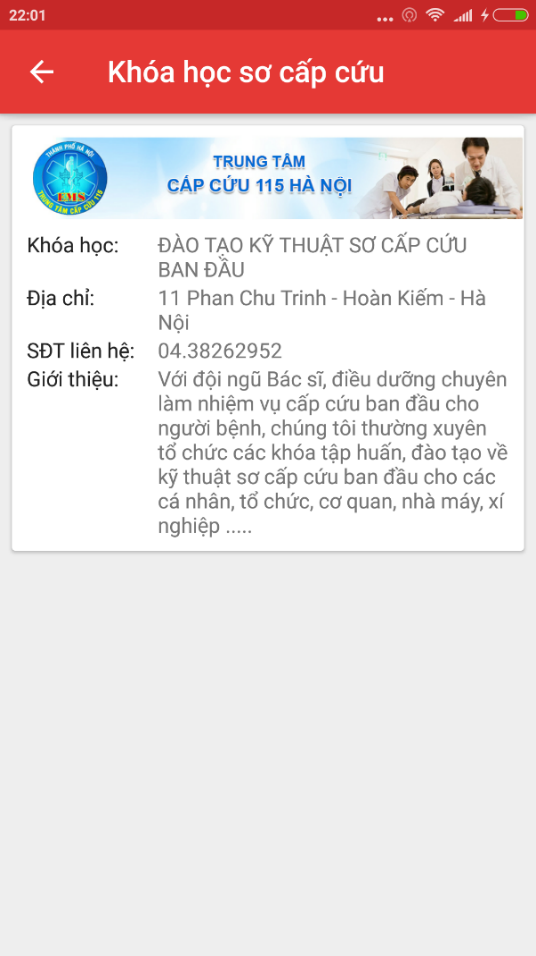 22:01
Khóa học sơ cấp cứu
THÀNH PHỐ HÀ NỘI
EMS
TRUNG TÂM CẤP CỨU 115
TRUNG TÂM
CẤP CỨU 115 HÀ NỘI
Khóa học: ĐÀO TẠO KỸ THUẬT SƠ CẤP CỨU
BAN ĐẦU
Địa chỉ: 11 Phan Chu Trinh - Hoàn Kiếm - Hà
Nội
SĐT liên hệ: 04.38262952
Giới thiệu: Với đội ngũ Bác sĩ, điều dưỡng chuyên
làm nhiệm vụ cấp cứu ban đầu cho
người bệnh, chúng tôi thường xuyên
tổ chức các khóa tập huấn, đào tạo về
kỹ thuật sơ cấp cứu ban đầu cho các
cá nhân, tổ chức, cơ quan, nhà máy, xí
nghiệp .....